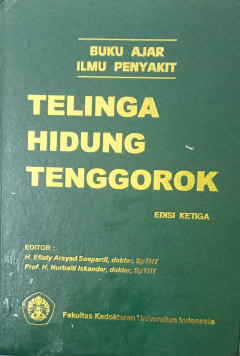 BUKU AJAR
ILMU PENYAKIT
TELINGA
HIDUNG
TENGGOROK
EDISI KETIGA
EDITOR :
H. Efiaty Arsyad Soepardi, dokter, SpTHT
Prof. H. Nurbaiti Iskandar, dokter, SpTHT
Fakultas Kedokteran Universitas Indonesia